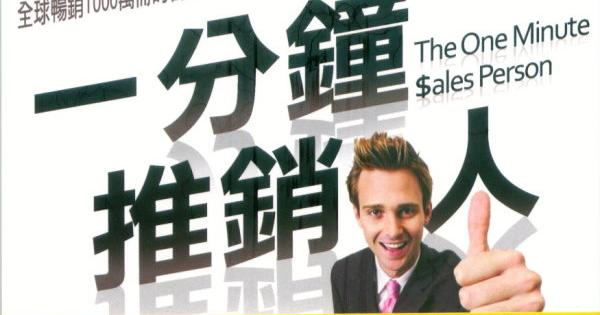 全球暢銷1000萬冊的
一分鐘
The One Minute
$ales Person
推銷人